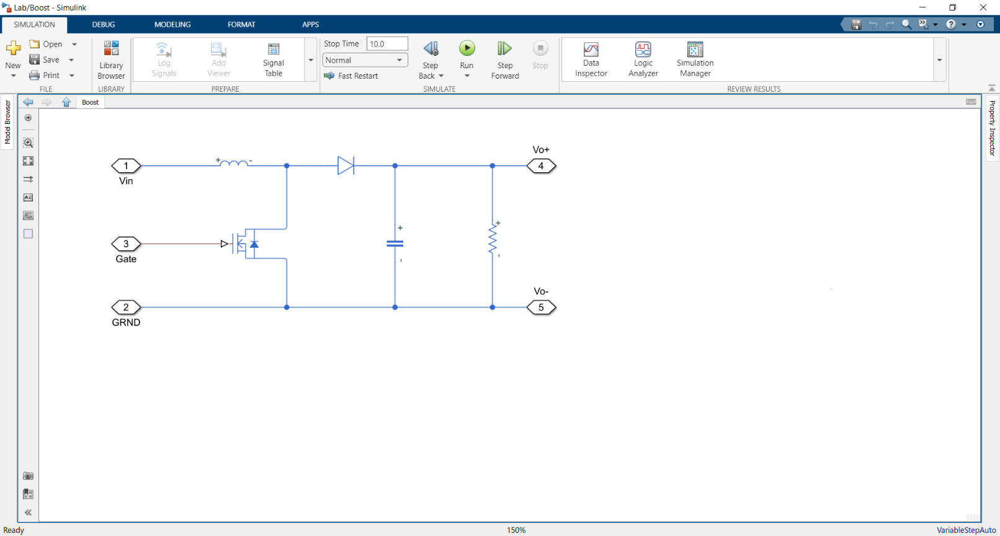 Lab/Boost - Simulink
SIMULATION DEBUG MODELING FORMAT APPS
New
Open
Save
Print
FILE
Library
Browser
LIBRARY
Log
Signals
Add
Viewer
Signal
Table
PREPARE
Stop Time 10.0
Normal
Fast Restart
Step
Back
Run
Step
Forward
Stop
SIMULATE
Data
Inspector
Logic
Analyzer
Simulation
Manager
REVIEW RESULTS
Model Browser
Boost
Property Inspector
1
Vin
+ -
Vo+
4
3
Gate
+
-
+
-
2
GRND
Vo-
5
Ready 150% VariableStepAuto